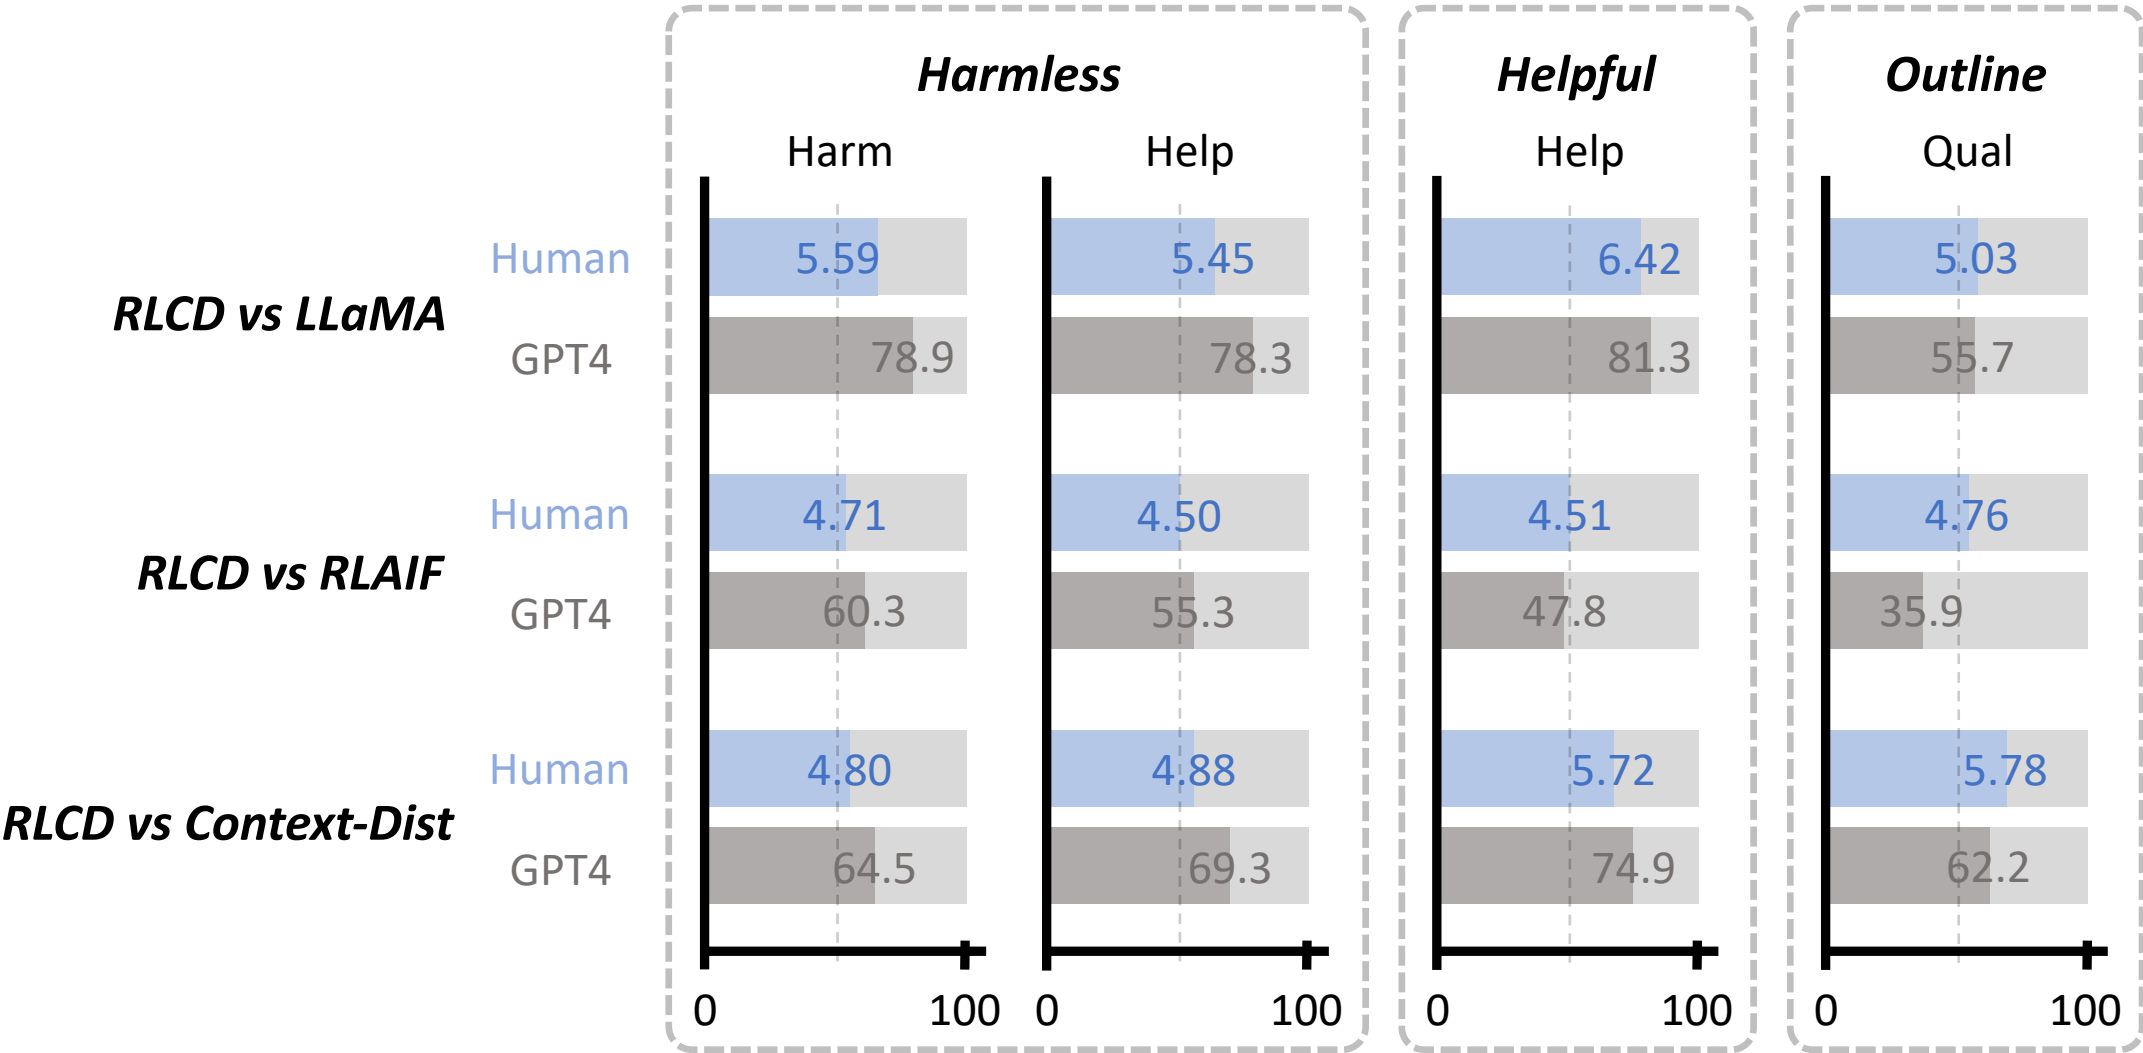 Harmless Helpful Outline
Harm Help Help Qual
Human 5.59 5.45 6.42 5.03
RLCD vs LLaMA
GPT4 78.9 78.3 81.3 55.7
Human 4.71 4.50 4.51 4.76
RLCD vs RLAIF
GPT4 60.3 55.3 47.8 35.9
Human 4.80 4.88 5.72 5.78
RLCD vs Context-Dist
GPT4 64.5 69.3 74.9 62.2
0 100 0 100 0 100 0 100